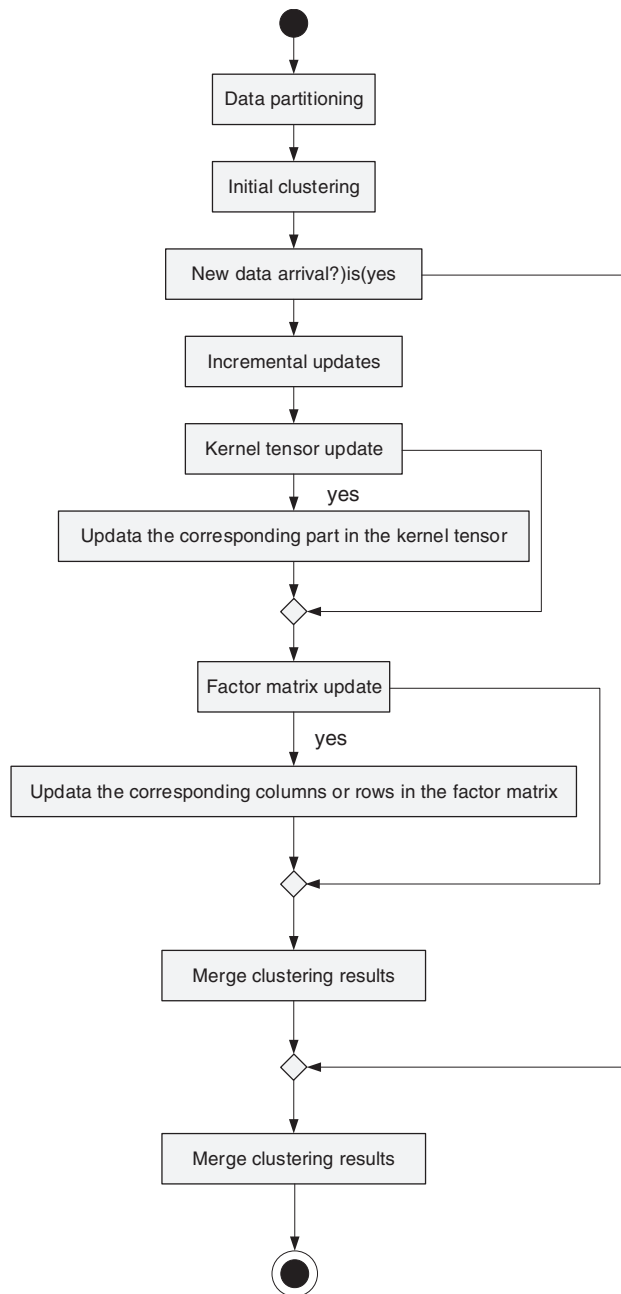 Data partitioning
Initial clustering
New data arrival?)is(yes
Incremental updates
Kernel tensor update
yes
Updata the corresponding part in the kernel tensor
Factor matrix update
yes
Updata the corresponding columns or rows in the factor matrix
Merge clustering results
Merge clustering results